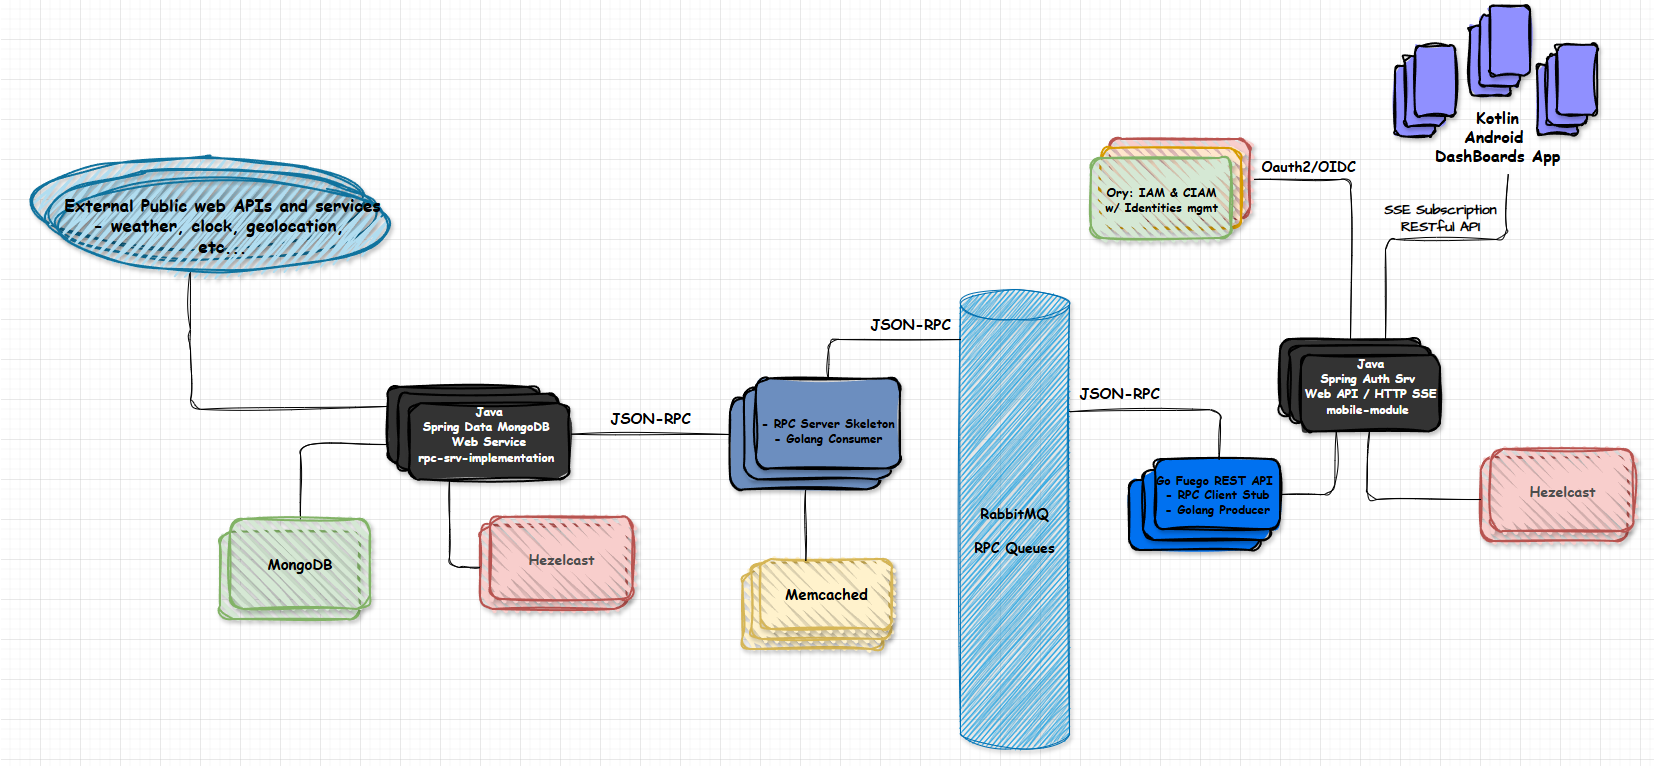 Kotlin
Android
DashBoards App
Oauth2/OIDC
Ory: IAM & CIAM
w/ Identities mgmt
SSE Subscription
RESTful API
External Public web APIs and services
- weather, clock, geolocation,
etc...
JSON-RPC
Java
Spring Auth Srv
Web API / HTTP SSE
mobile-module
JSON-RPC
Java
Spring Data MongoDB
Web Service
rpc-srv-implementation
JSON-RPC
- RPC Server Skeleton
- Golang Consumer
Go Fuego REST API
- RPC Client Stub
- Golang Producer
Hezelcast
RabbitMQ
RPC Queues
MongoDB
Hezelcast
Memcached